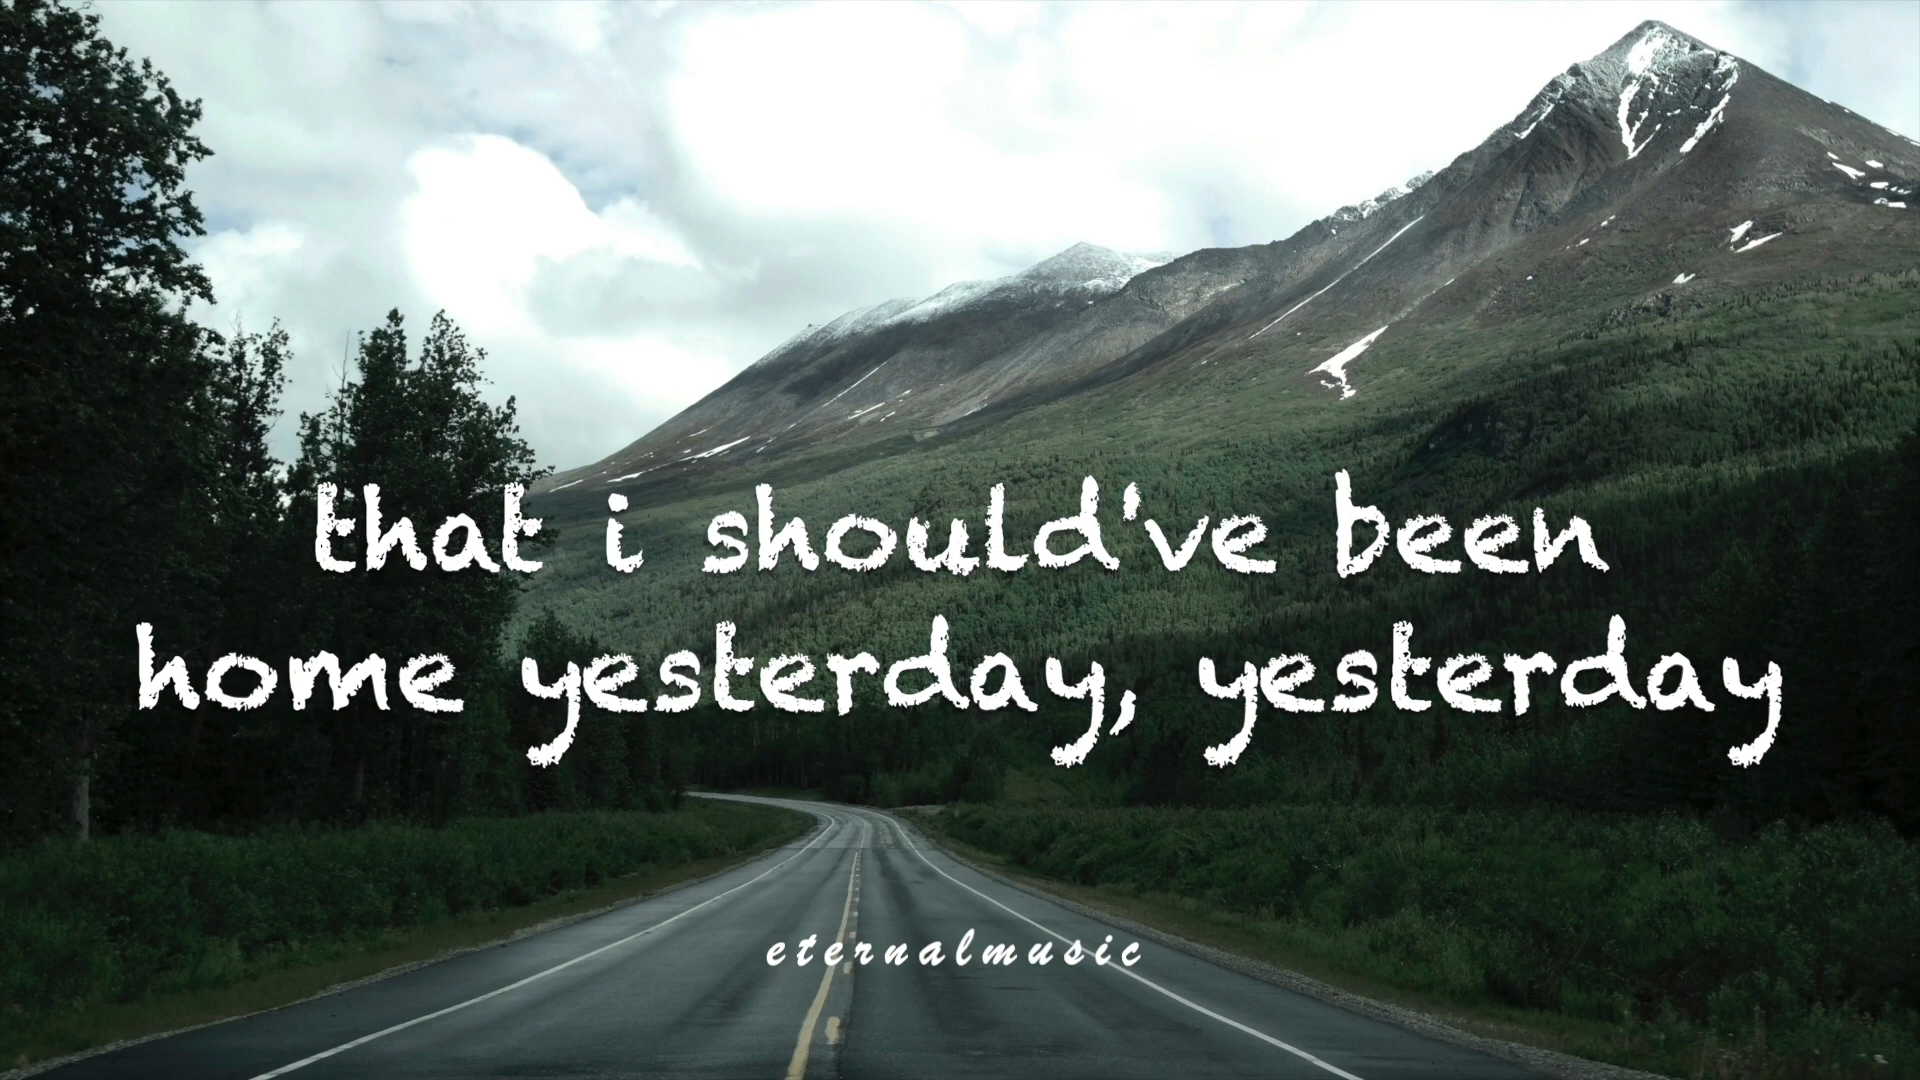 that i should've been
home yesterday, yesterday
eternalmusic